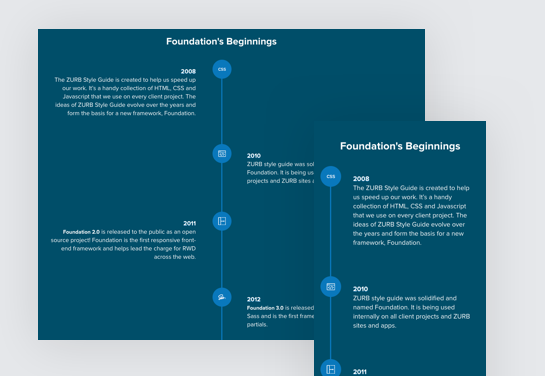 Foundation's Beginnings
2008
The ZURB Style Guide is created to help us speed up
our work. It's a handy collection of HTML, CSS and
Javascript that we use on every client project. The
ideas of ZURB Style Guide evolve over the years and
form the basis for a new framework, Foundation.
CSS
2010
ZURB style guide was sol
Foundation. It is being us
projects and ZURB sites a
2011
Foundation 2.0 is released to the public as an open
source project! Foundation is the first responsive front-
end framework and helps lead the charge for RWD
across the web.
2012
Foundation 3.0 is released
Sass and is the first frame
partials.
Foundation's Beginnings
CSS
2008
The ZURB Style Guide is created to help
us speed up our work. It's a handy
collection of HTML, CSS and Javascript
that we use on every client project. The
ideas of ZURB Style Guide evolve over
the years and form the basis for a new
framework, Foundation.
2010
ZURB style guide was solidified and
named Foundation. It is being used
internally on all client projects and ZURB
sites and apps.
2011